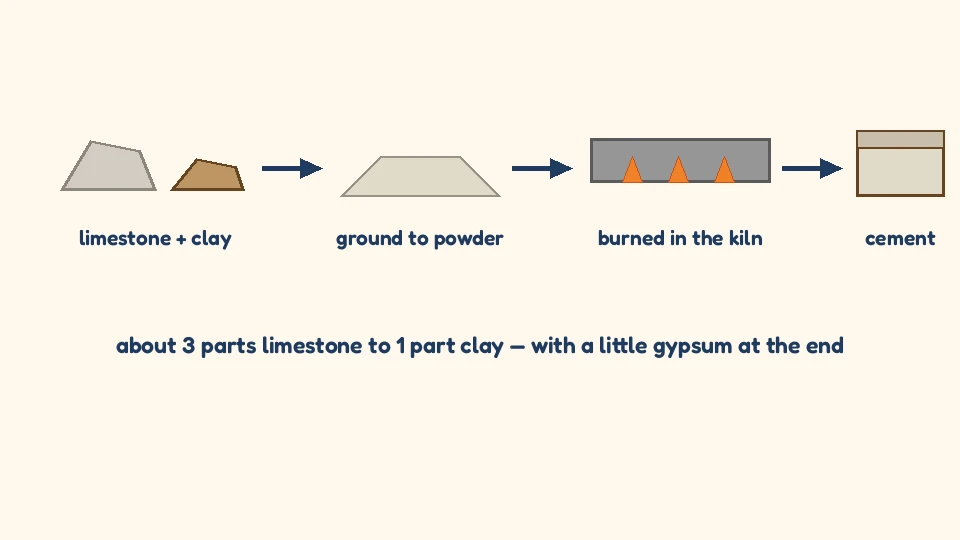 limestone + clay
ground to powder
burned in the kiln
cement
about 3 parts limestone to 1 part clay — with a little gypsum at the end